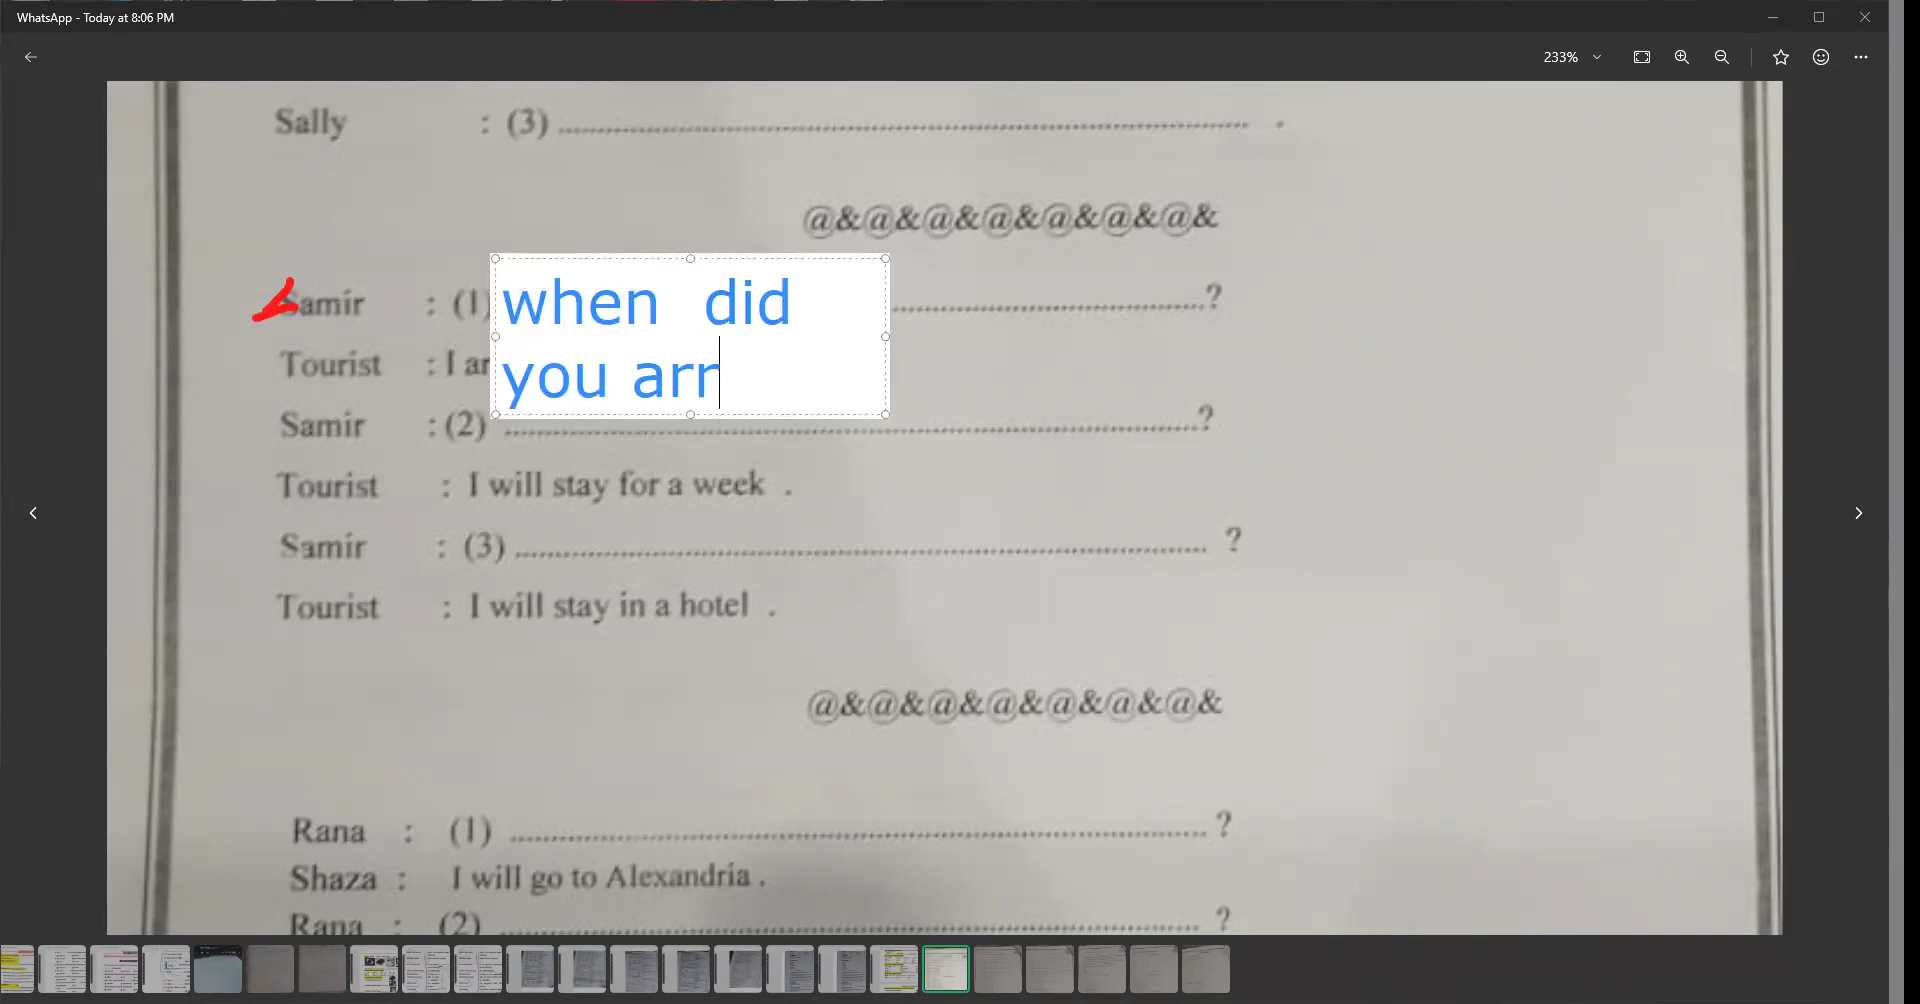 WhatsApp - Today at 8:06 PM
233%
Sally : (3) ........................................ .
@&@&@&@&@&@&@&
Samir : (1) when did ........................................?
Tourist : I ar
you arr
Samir : (2) ........................................?
Tourist : I will stay for a week .
Samir : (3) ........................................ ?
Tourist : I will stay in a hotel .
@&@&@&@&@&@&@&
Rana : (1) ........................................ ?
Shaza : I will go to Alexandria .
Rana : (2) ........................................ ?